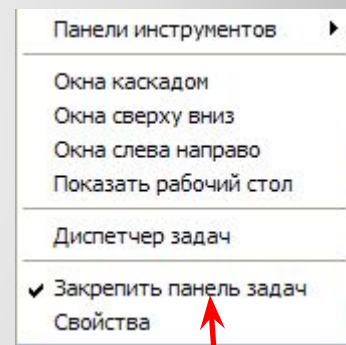 Панели инструментов
Окна каскадом
Окна сверху вниз
Окна слева направо
Показать рабочий стол
Диспетчер задач
Закрепить панель задач
Свойства